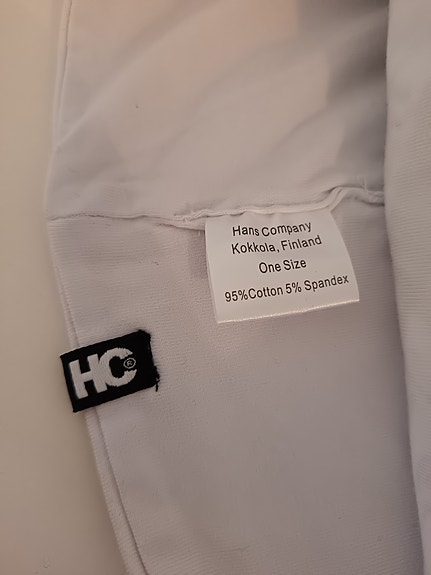 Hans Company
Kokkola, Finland
One Size
95%Cotton 5% Spandex
HC®